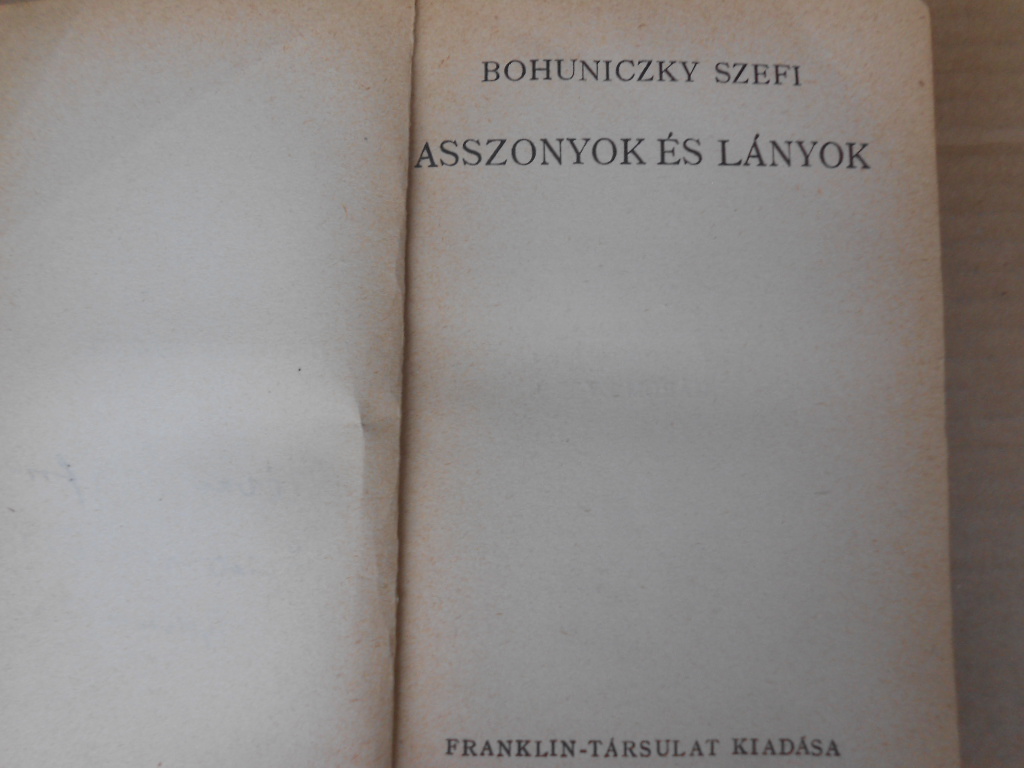 BOHUNICZKY SZEFI
ASSZONYOK ÉS LÁNYOK
FRANKLIN-TÁRSULAT KIADÁSA